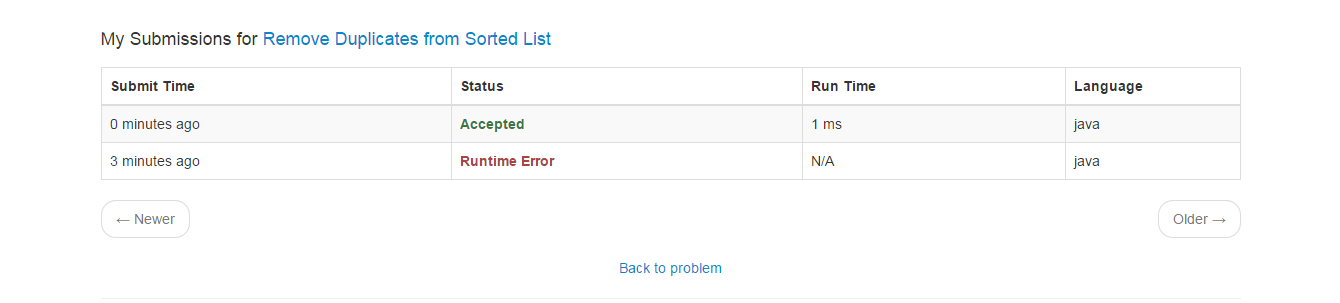 My Submissions for Remove Duplicates from Sorted List
Submit Time Status Run Time Language
0 minutes ago Accepted 1 ms java
3 minutes ago Runtime Error N/A java
← Newer Older →
Back to problem